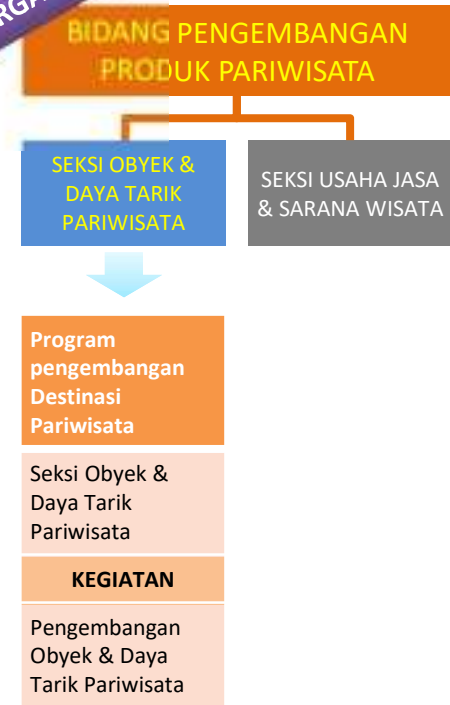 BIDANG PENGEMBANGAN
PRODUK PARIWISATA
SEKSI OBYEK &
DAYA TARIK
PARIWISATA
SEKSI USAHA JASA
& SARANA WISATA
Program
pengembangan
Destinasi
Pariwisata
Seksi Obyek &
Daya Tarik
Pariwisata
KEGIATAN
Pengembangan
Obyek & Daya
Tarik Pariwisata